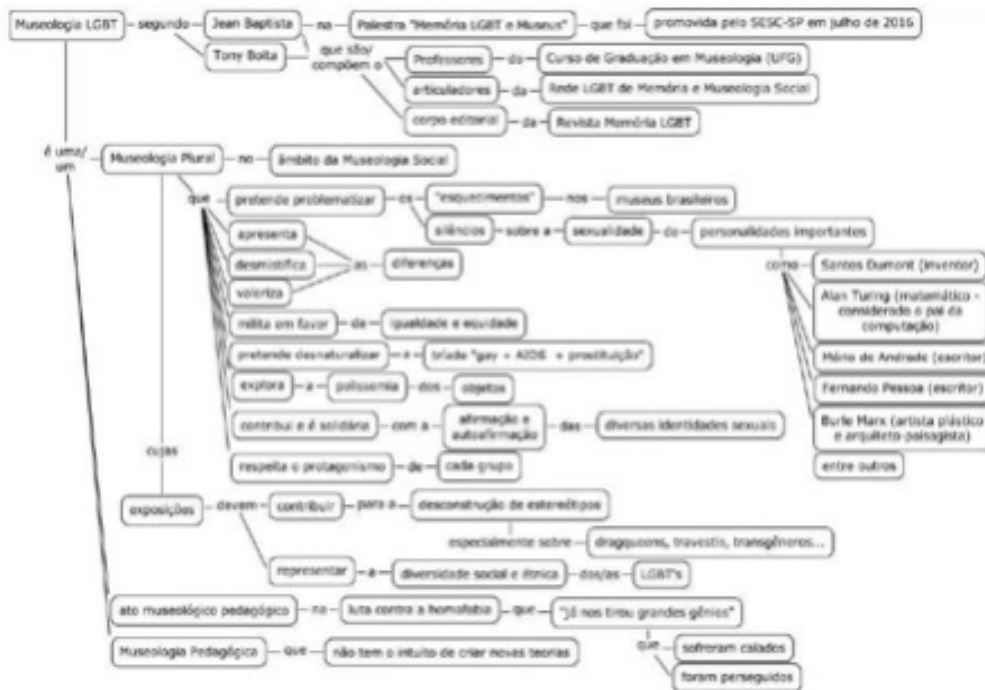 Museologia LGBT segundo Jean Baptista na Palestra "Memória LGBT e Museus" que foi promovida pelo SESC-SP em julho de 2016
Tony Boita que são/
compõem o Professores do Curso de Graduação em Museologia (UFG)
articuladores da Rede LGBT de Memória e Museologia Social
corpo editorial da Revista Memória LGBT
é uma/
um Museologia Plural no âmbito da Museologia Social
que pretende problematizar os "esquecimentos" nos museus brasileiros
silêncios sobre a sexualidade de personalidades importantes
apresenta
desmistifica as diferenças
valoriza
como Santos Dumont (inventor)
Alan Turing (matemático -
considerado o pai da
computação)
Mário de Andrade (escritor)
Fernando Pessoa (escritor)
Burle Marx (artista plástico
e arquiteto paisagista)
entre outros
milita em favor da igualdade e equidade
pretende desnaturalizar a tríade "gay + AIDS + prostituição"
explora a polissemia dos objetos
contribui e é solidária com a afirmação e
autoafirmação das diversas identidades sexuais
respeita o protagonismo de cada grupo
cujas
exposições devem contribuir para a desconstrução de estereótipos
especialmente sobre dragqueens, travestis, transgêneros...
representar a diversidade social e étnica dos/as LGBT's
ato museológico pedagógico na luta contra a homofobia que "já nos tirou grandes gênios"
que sofreram calados
foram perseguidos
Museologia Pedagógica que não tem o intuito de criar novas teorias